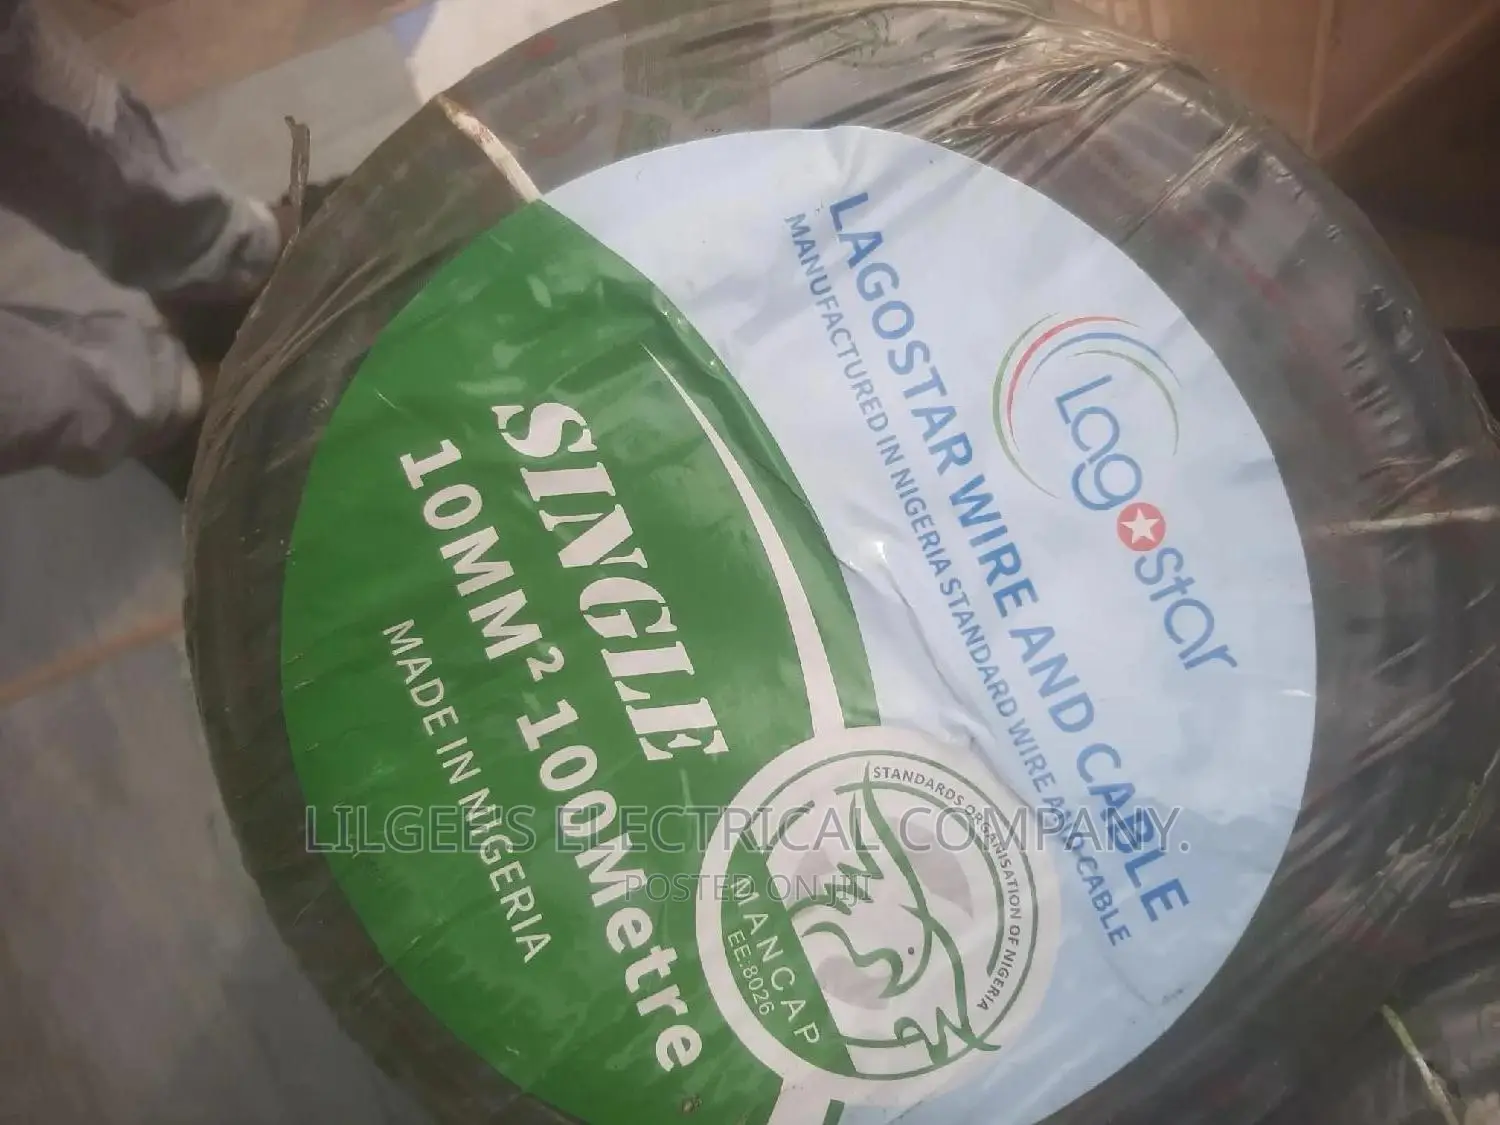 Lagostar
LAGOSTAR WIRE AND CABLE
MANUFACTURED IN NIGERIA STANDARD WIRE AND CABLE
SINGLE
10MM² 100Metre
MADE IN NIGERIA
STANDARDS ORGANISATION OF NIGERIA
MANCAP
EE:8026
LILGENS ELECTRICAL COMPANY.
POSTED ON JIJI